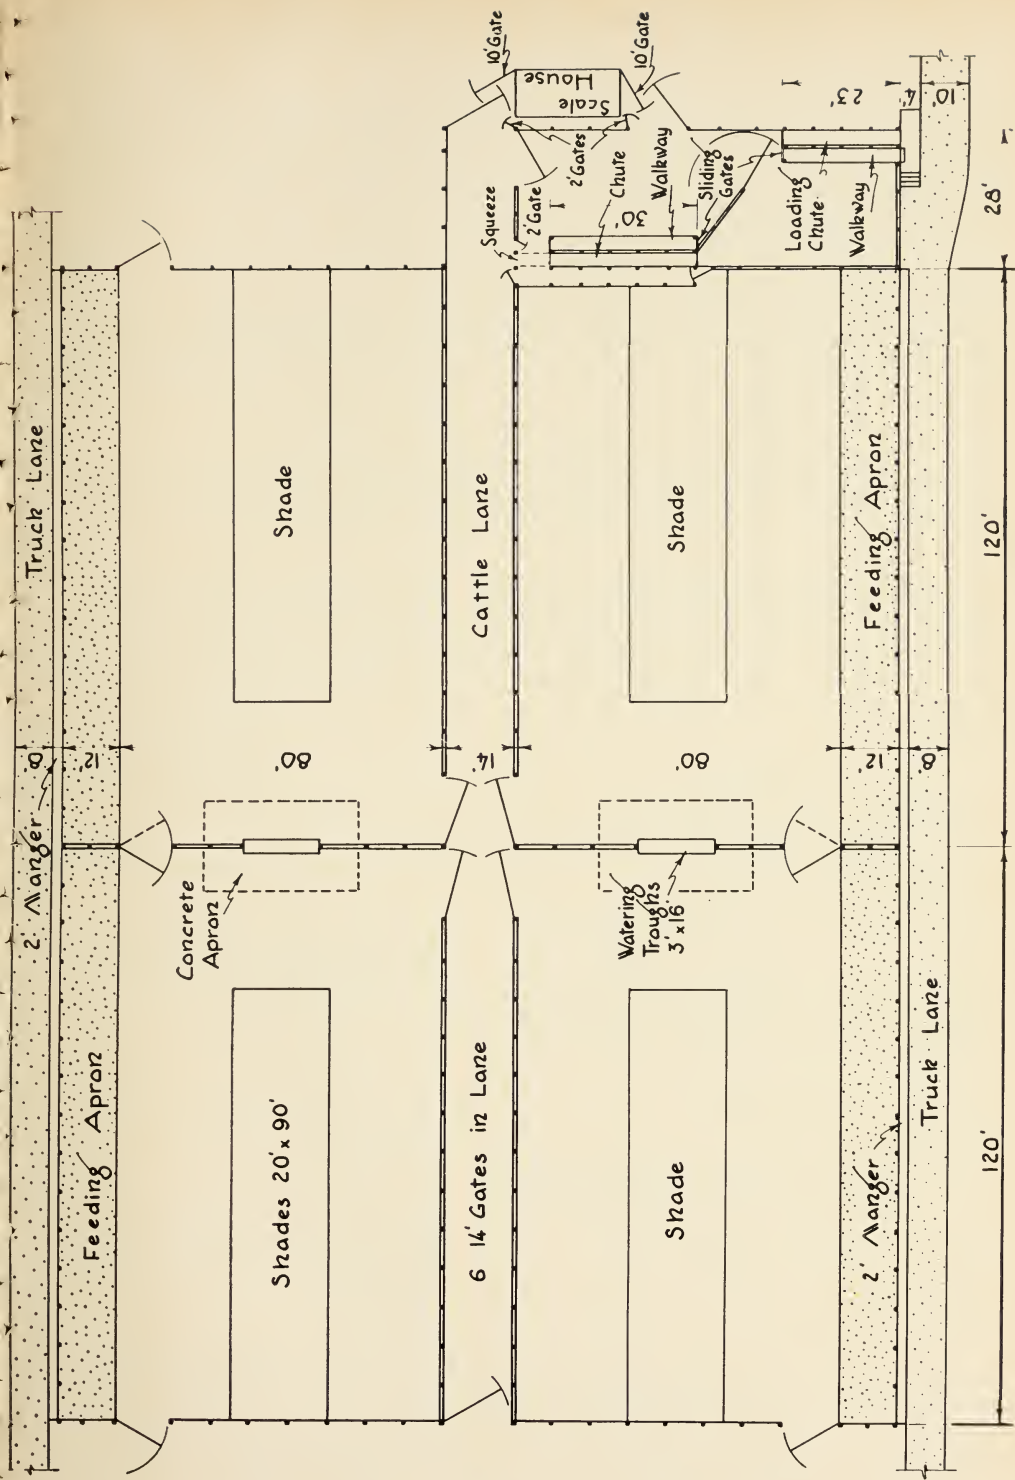 10' Gate
10' Gate
Scale
House
2' Gates
Squeeze
2' Gate
Chute
Walkway
30'
Sliding
Gates
Loading
Chute
Walkway
23'
4'
10'
28'
Truck Lane
Shade
Cattle Lane
Shade
Feeding Apron
120'
8'
12'
80'
14'
80'
12'
8'
2' Manger
Concrete
Apron
Watering
Troughs
3' x 16'
Feeding Apron
Shades 20' x 90'
6 14' Gates in Lane
Shade
2' Manger
Truck Lane
120'